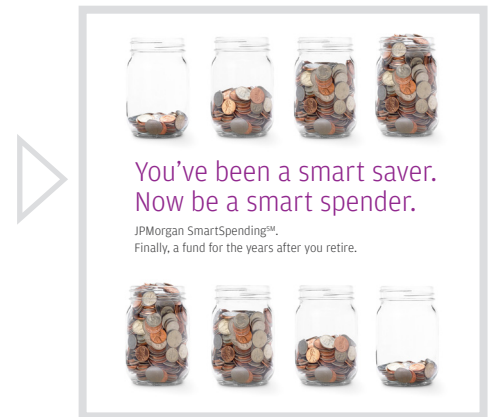 You’ve been a smart saver.
Now be a smart spender.
JPMorgan SmartSpending℠.
Finally, a fund for the years after you retire.